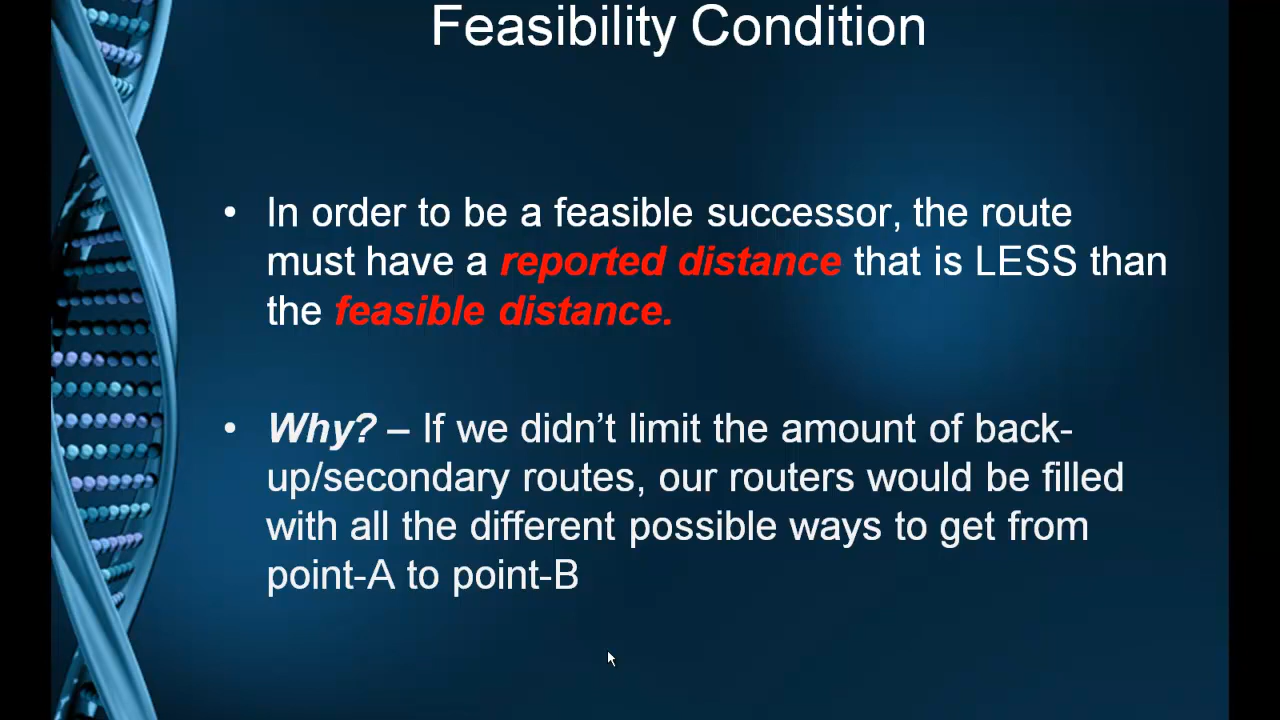 Feasibility Condition
• In order to be a feasible successor, the route
must have a reported distance that is LESS than
the feasible distance.
• Why? – If we didn’t limit the amount of back-
up/secondary routes, our routers would be filled
with all the different possible ways to get from
point-A to point-B